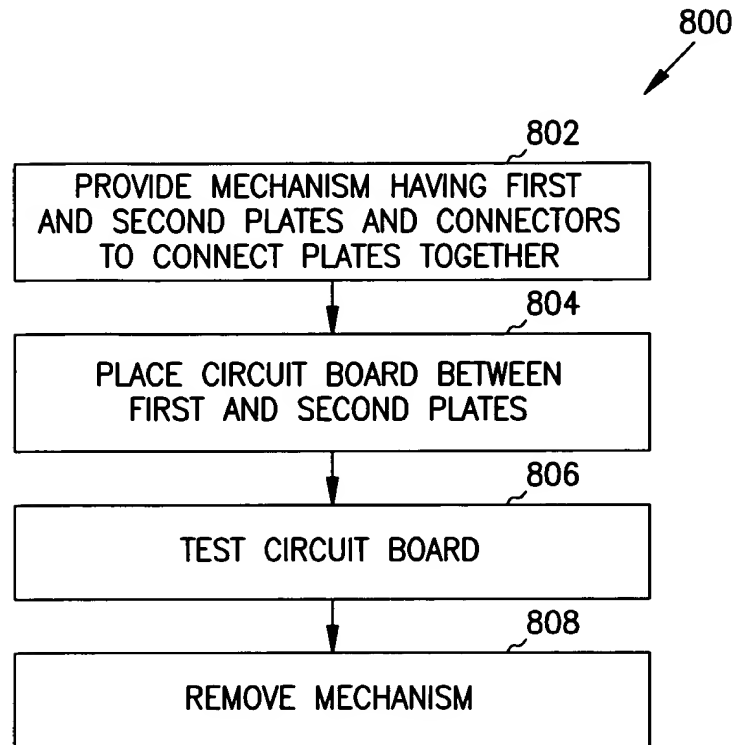 800
802
PROVIDE MECHANISM HAVING FIRST
AND SECOND PLATES AND CONNECTORS
TO CONNECT PLATES TOGETHER
804
PLACE CIRCUIT BOARD BETWEEN
FIRST AND SECOND PLATES
806
TEST CIRCUIT BOARD
808
REMOVE MECHANISM